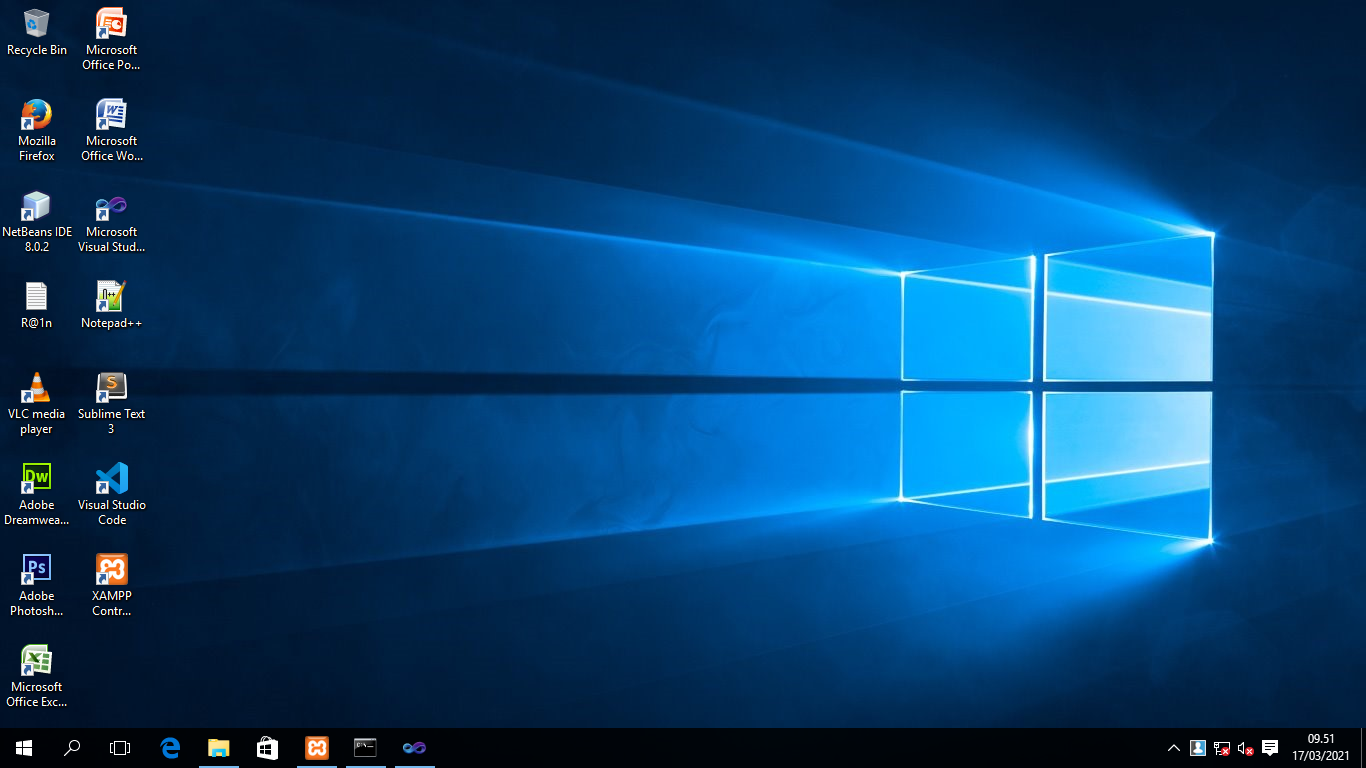 Recycle Bin
Microsoft
Office Po...
Mozilla
Firefox
Microsoft
Office Wo...
NetBeans IDE
8.0.2
Microsoft
Visual Stud...
R@1n
Notepad++
VLC media
player
Sublime Text
3
Adobe
Dreamwea...
Visual Studio
Code
Adobe
Photosh...
XAMPP
Contr...
Microsoft
Office Exc...
09.51
17/03/2021